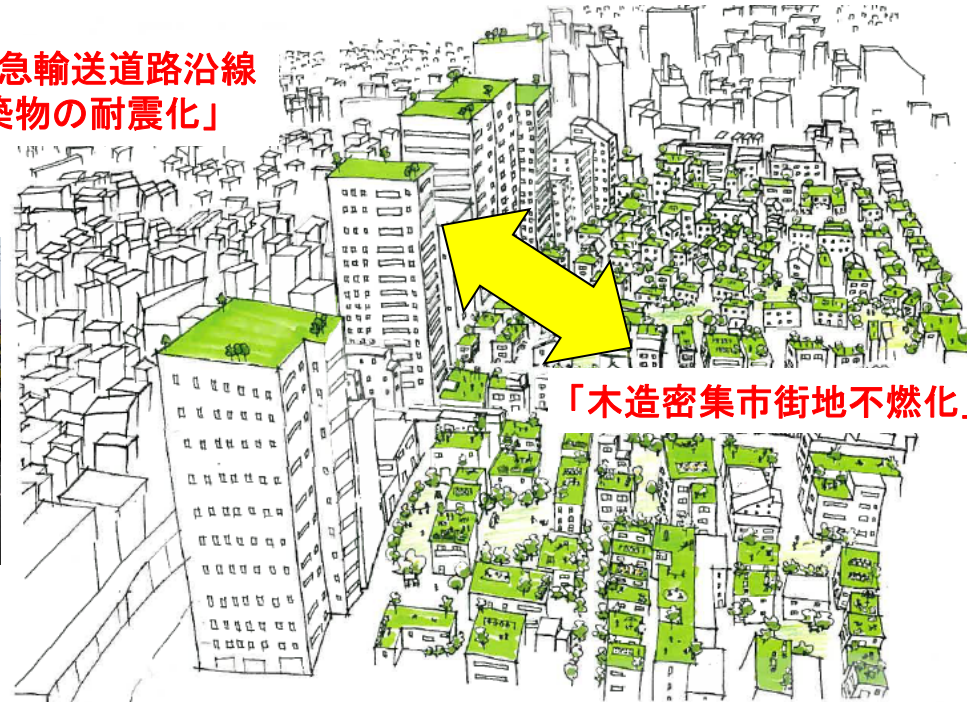 急輸送道路沿線
築物の耐震化」
「木造密集市街地不燃化」